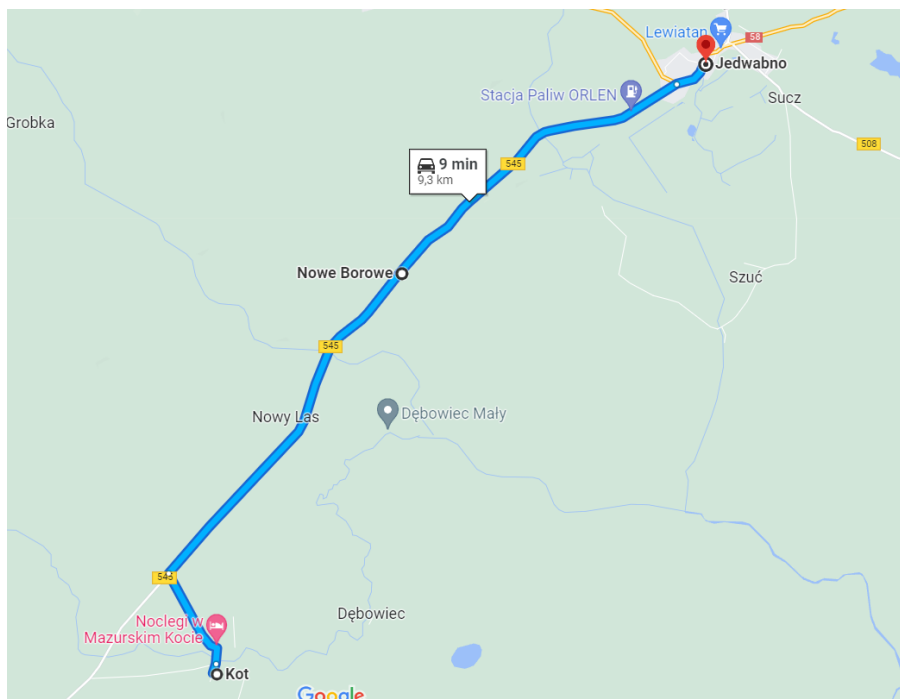 Lewiatan
58
Jedwabno
Stacja Paliw ORLEN
Sucz
Grobka
508
545
9 min
9,3 km
Nowe Borowe
Szuć
545
Nowy Las
Dębowiec Mały
545
Dębowiec
Noclegi w
Mazurskim Kocie
Kot
Google